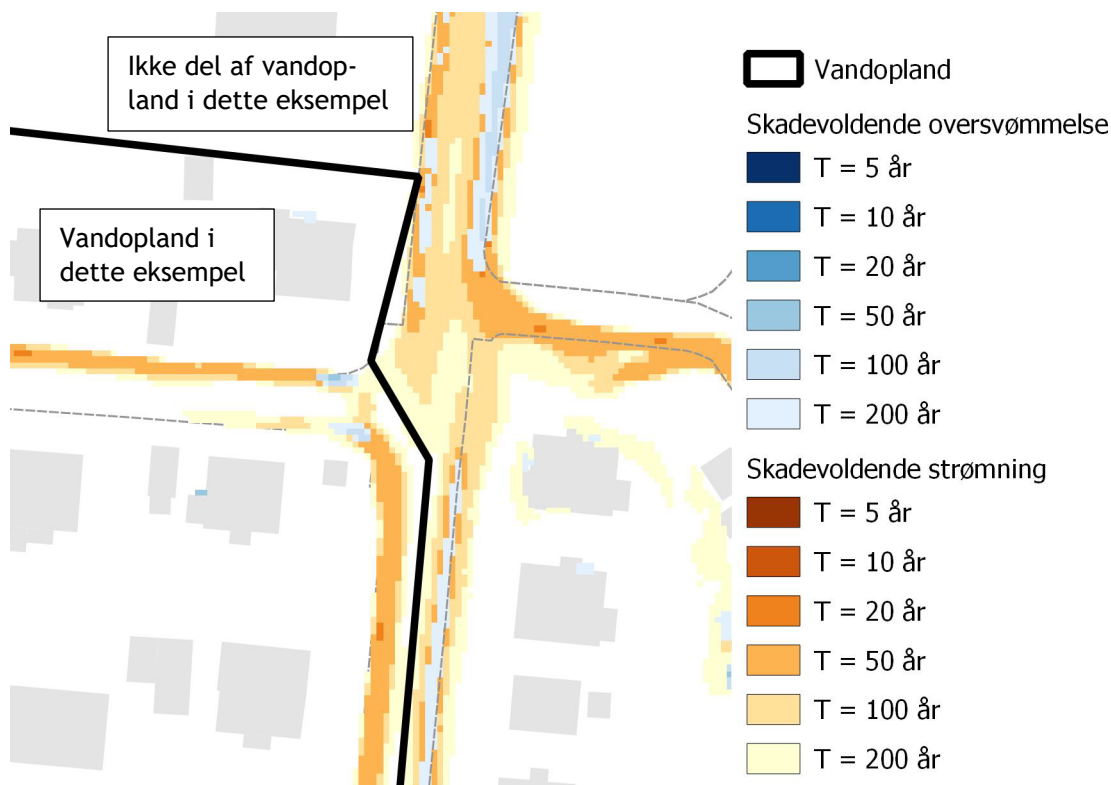 Ikke del af vandop-
land i dette eksempel
Vandopland i
dette eksempel
Vandopland
Skadevoldende oversvømmelse
T = 5 år
T = 10 år
T = 20 år
T = 50 år
T = 100 år
T = 200 år
Skadevoldende strømning
T = 5 år
T = 10 år
T = 20 år
T = 50 år
T = 100 år
T = 200 år